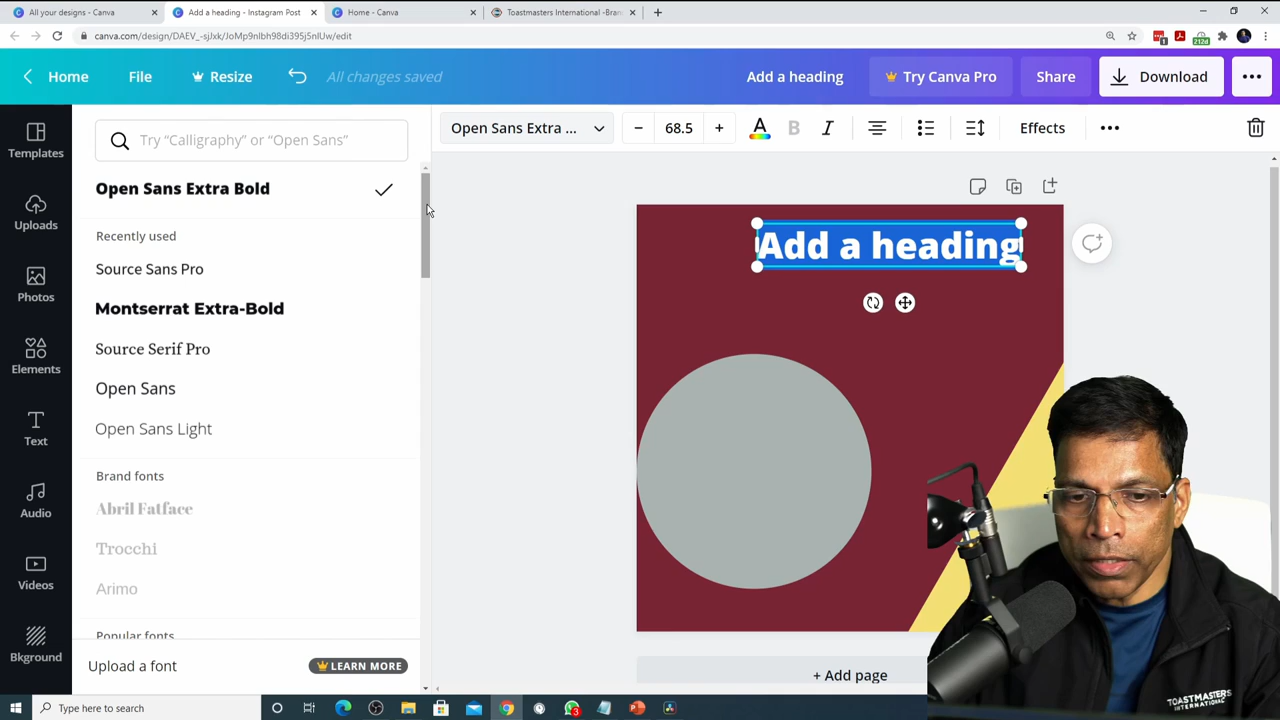 All your designs - Canva
Add a heading - Instagram Post
Home - Canva
Toastmasters International -Bran
canva.com/design/DAEV_-sjJxk/JoMp9nIbh98di395j5nIUw/edit
212d
Home
File
Resize
All changes saved
Add a heading
Try Canva Pro
Share
Download
Templates
Uploads
Photos
Elements
Text
Audio
Videos
Bkground
Try “Calligraphy” or “Open Sans”
Open Sans Extra ...
68.5
A
B
I
Effects
Open Sans Extra Bold
Recently used
Source Sans Pro
Montserrat Extra-Bold
Source Serif Pro
Open Sans
Open Sans Light
Brand fonts
Abril Fatface
Trocchi
Arimo
Popular fonts
Upload a font
LEARN MORE
Add a heading
+ Add page
TOASTMASTERS
INTERNATIONAL
Type here to search
3